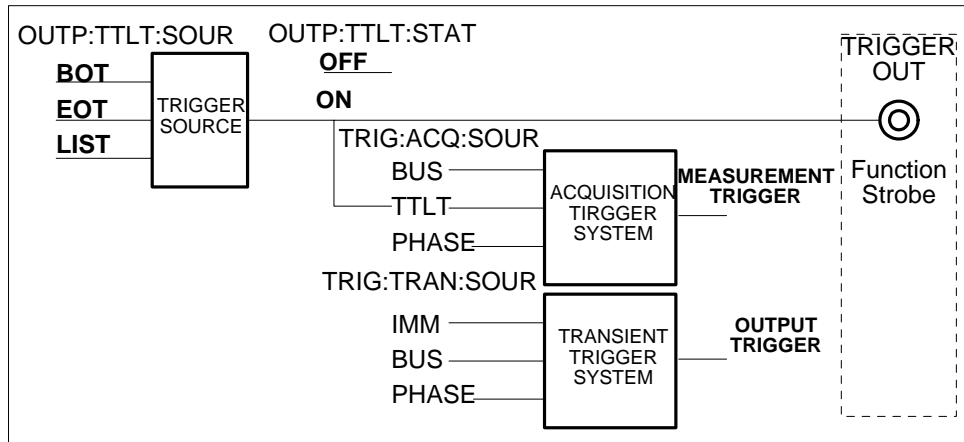 OUTP:TTLT:SOUR
OUTP:TTLT:STAT
BOT
EOT
LIST
TRIGGER
SOURCE
OFF
ON
TRIGGER
OUT
Function
Strobe
TRIG:ACQ:SOUR
BUS
TTLT
PHASE
ACQUISITION
TIRGGER
SYSTEM
MEASUREMENT
TRIGGER
TRIG:TRAN:SOUR
IMM
BUS
PHASE
TRANSIENT
TRIGGER
SYSTEM
OUTPUT
TRIGGER